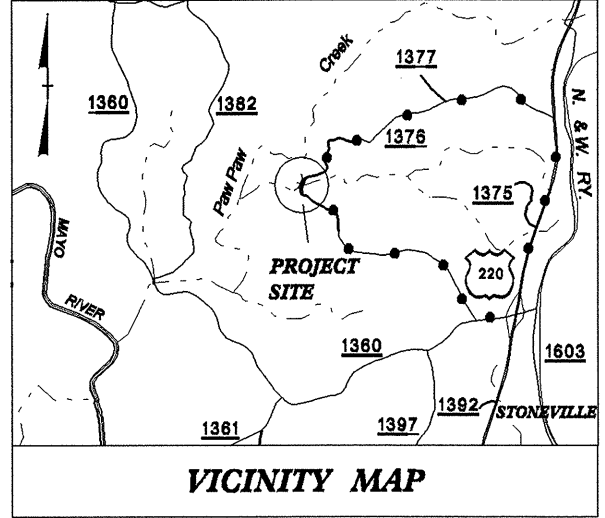 Creek
1377
1360
1382
N. & W. RY.
1376
Paw Paw
1375
MAYO
PROJECT
SITE
220
RIVER
1360
1603
1392
STONEVILLE
1361
1397
VICINITY MAP